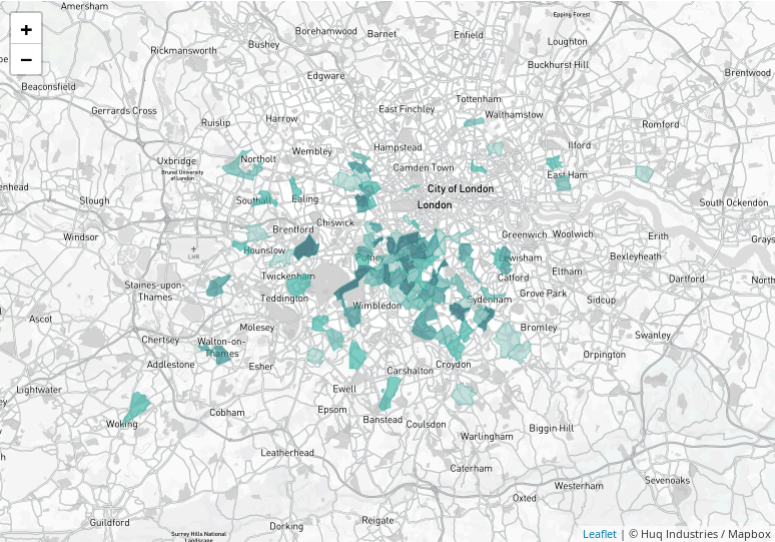 Amersham
Epping Forest
+
Borehamwood
Barnet
Enfield
Bushey
Loughton
Rickmansworth
−
Buckhurst Hill
Edgware
Brentwood
Beaconsfield
Tottenham
Gerrards Cross
East Finchley
Walthamstow
Ruislip
Harrow
Romford
Hampstead
Ilford
Wembley
Northolt
Uxbridge
Camden Town
Brunel University
of London
East Ham
enhead
City of London
Slough
Southall
Ealing
London
South Ockendon
Chiswick
Brentford
Greenwich
Woolwich
Erith
Windsor
Grays
Hounslow
LHR
Putney
Lewisham
Bexleyheath
Twickenham
Eltham
Catford
Dartford
North
Staines-upon-
Thames
Teddington
Grove Park
Sidcup
Wimbledon
Sydenham
Ascot
Molesey
Bromley
Swanley
Chertsey
Walton-on-
Thames
Orpington
Addlestone
Esher
Croydon
Carshalton
Lightwater
Ewell
Cobham
Epsom
Banstead
Coulsdon
Woking
Biggin Hill
Warlingham
Leatherhead
Caterham
Sevenoaks
Westerham
Oxted
Guildford
Reigate
Dorking
Surrey Hills National
Landscape
Leaflet | © Huq Industries / Mapbox